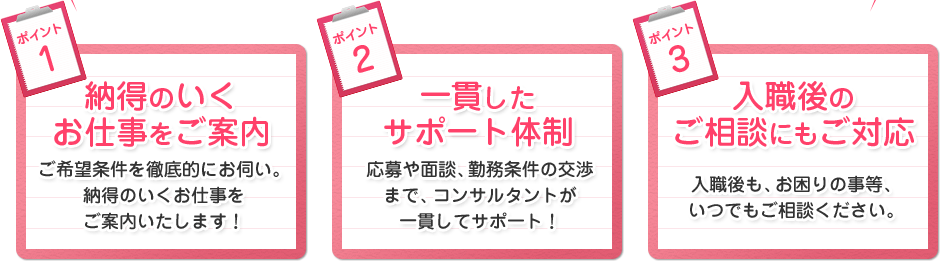 ポイント
1
納得のいく
お仕事をご案内
ご希望条件を徹底的にお伺い。
納得のいくお仕事を
ご案内いたします！
ポイント
2
一貫した
サポート体制
応募や面談、勤務条件の交渉
まで、コンサルタントが
一貫してサポート！
ポイント
3
入職後の
ご相談にもご対応
入職後も、お困りの事等、
いつでもご相談ください。